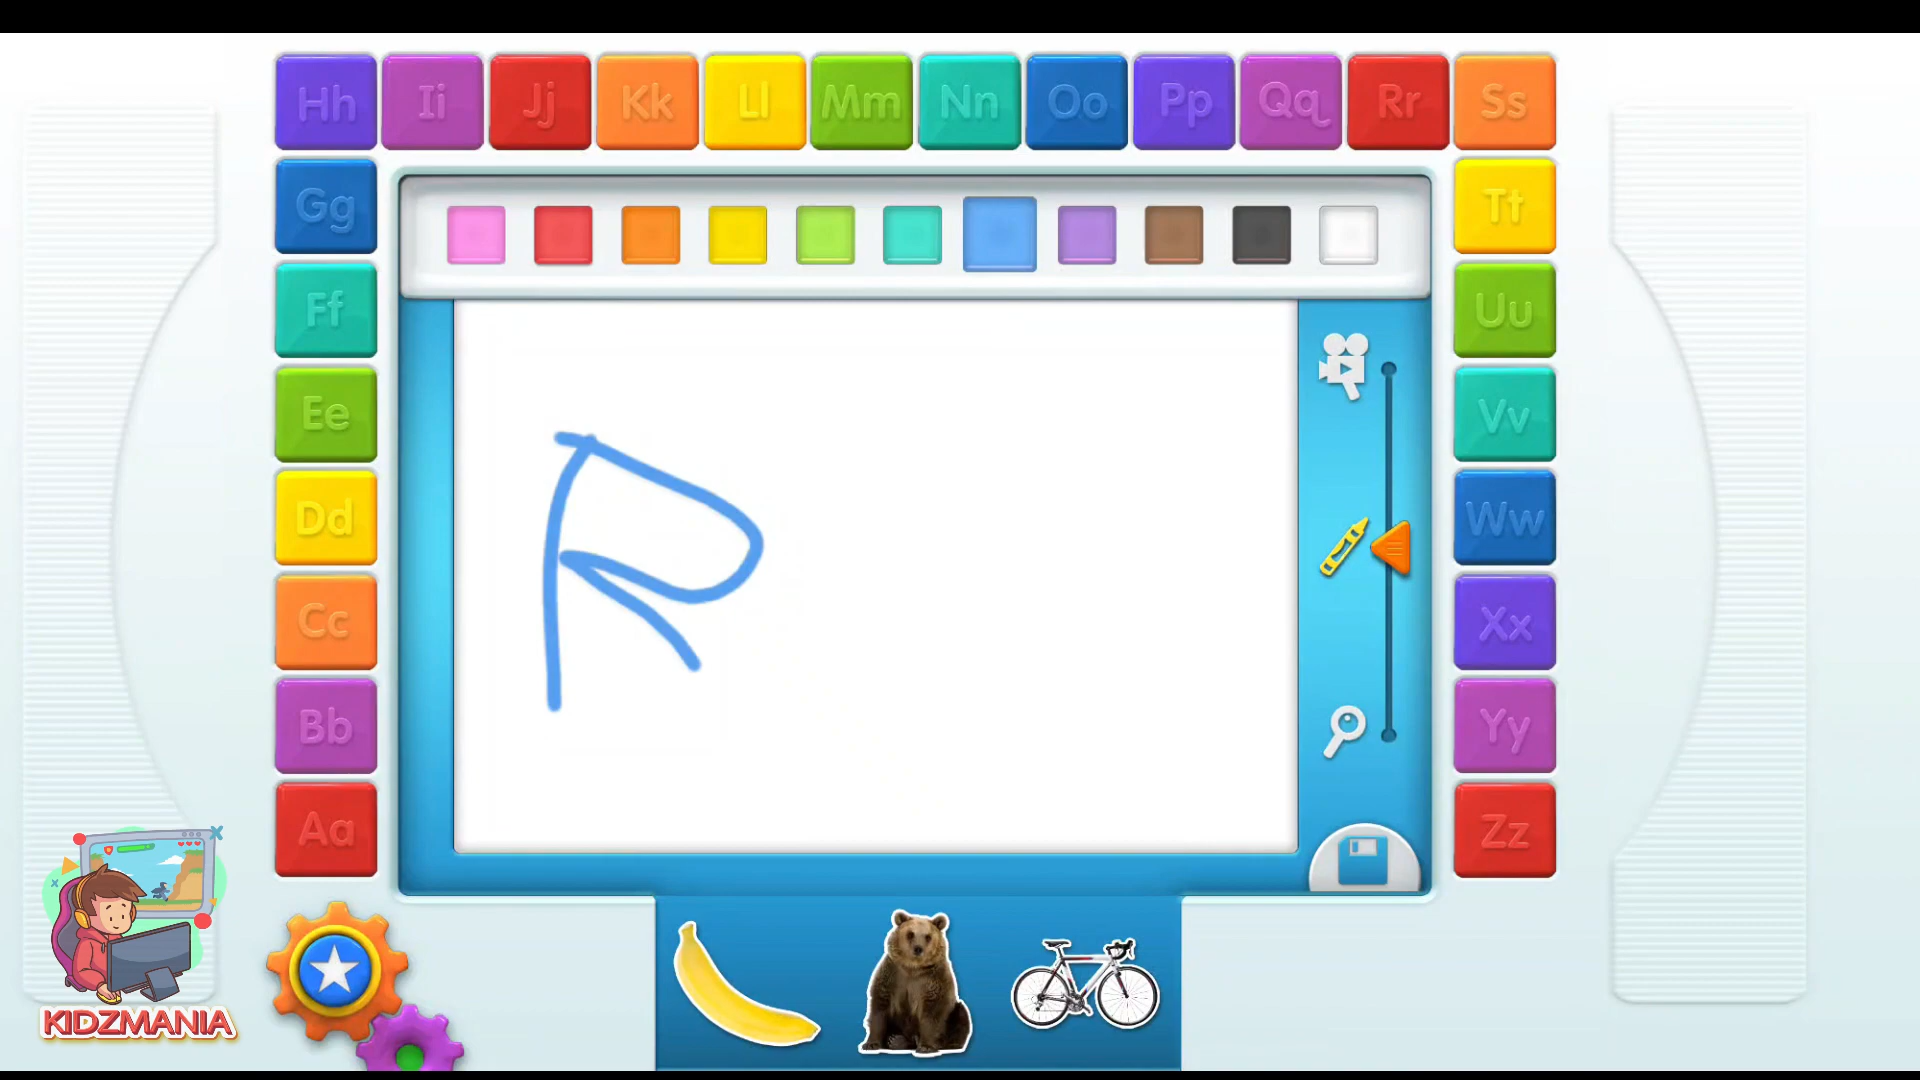 Hh Ii Jj Kk Ll Mm Nn Oo Pp Qq Rr Ss
Gg Tt
Ff Uu
Ee Vv
Dd Ww
Cc Xx
Bb Yy
Aa Zz
R
KIDZMANIA